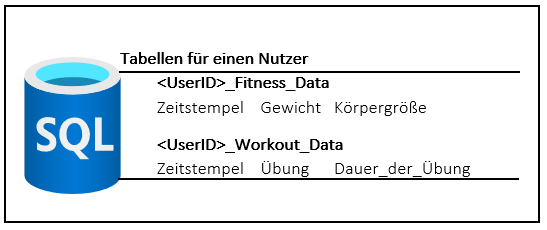 Tabellen für einen Nutzer
<UserID>_Fitness_Data
Zeitstempel Gewicht Körpergröße
SQL
<UserID>_Workout_Data
Zeitstempel Übung Dauer_der_Übung